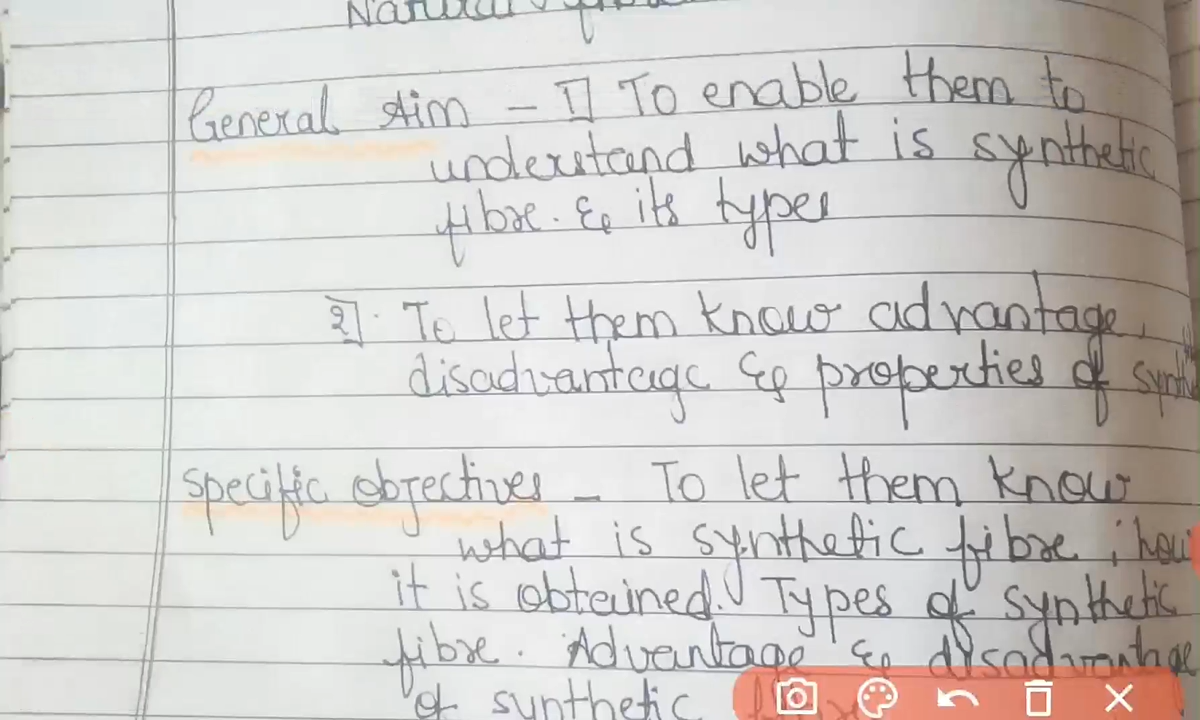 Natural
General Aim - 1] To enable them to
understand what is synthetic
fibre. & its types
2]. To let them know advantage,
disadvantage & properties of synth
Specific objectives - To let them know
what is synthetic fibre, how
it is obtained. Types of synthetic
fibre. Advantage & disadvantage
of synthetic